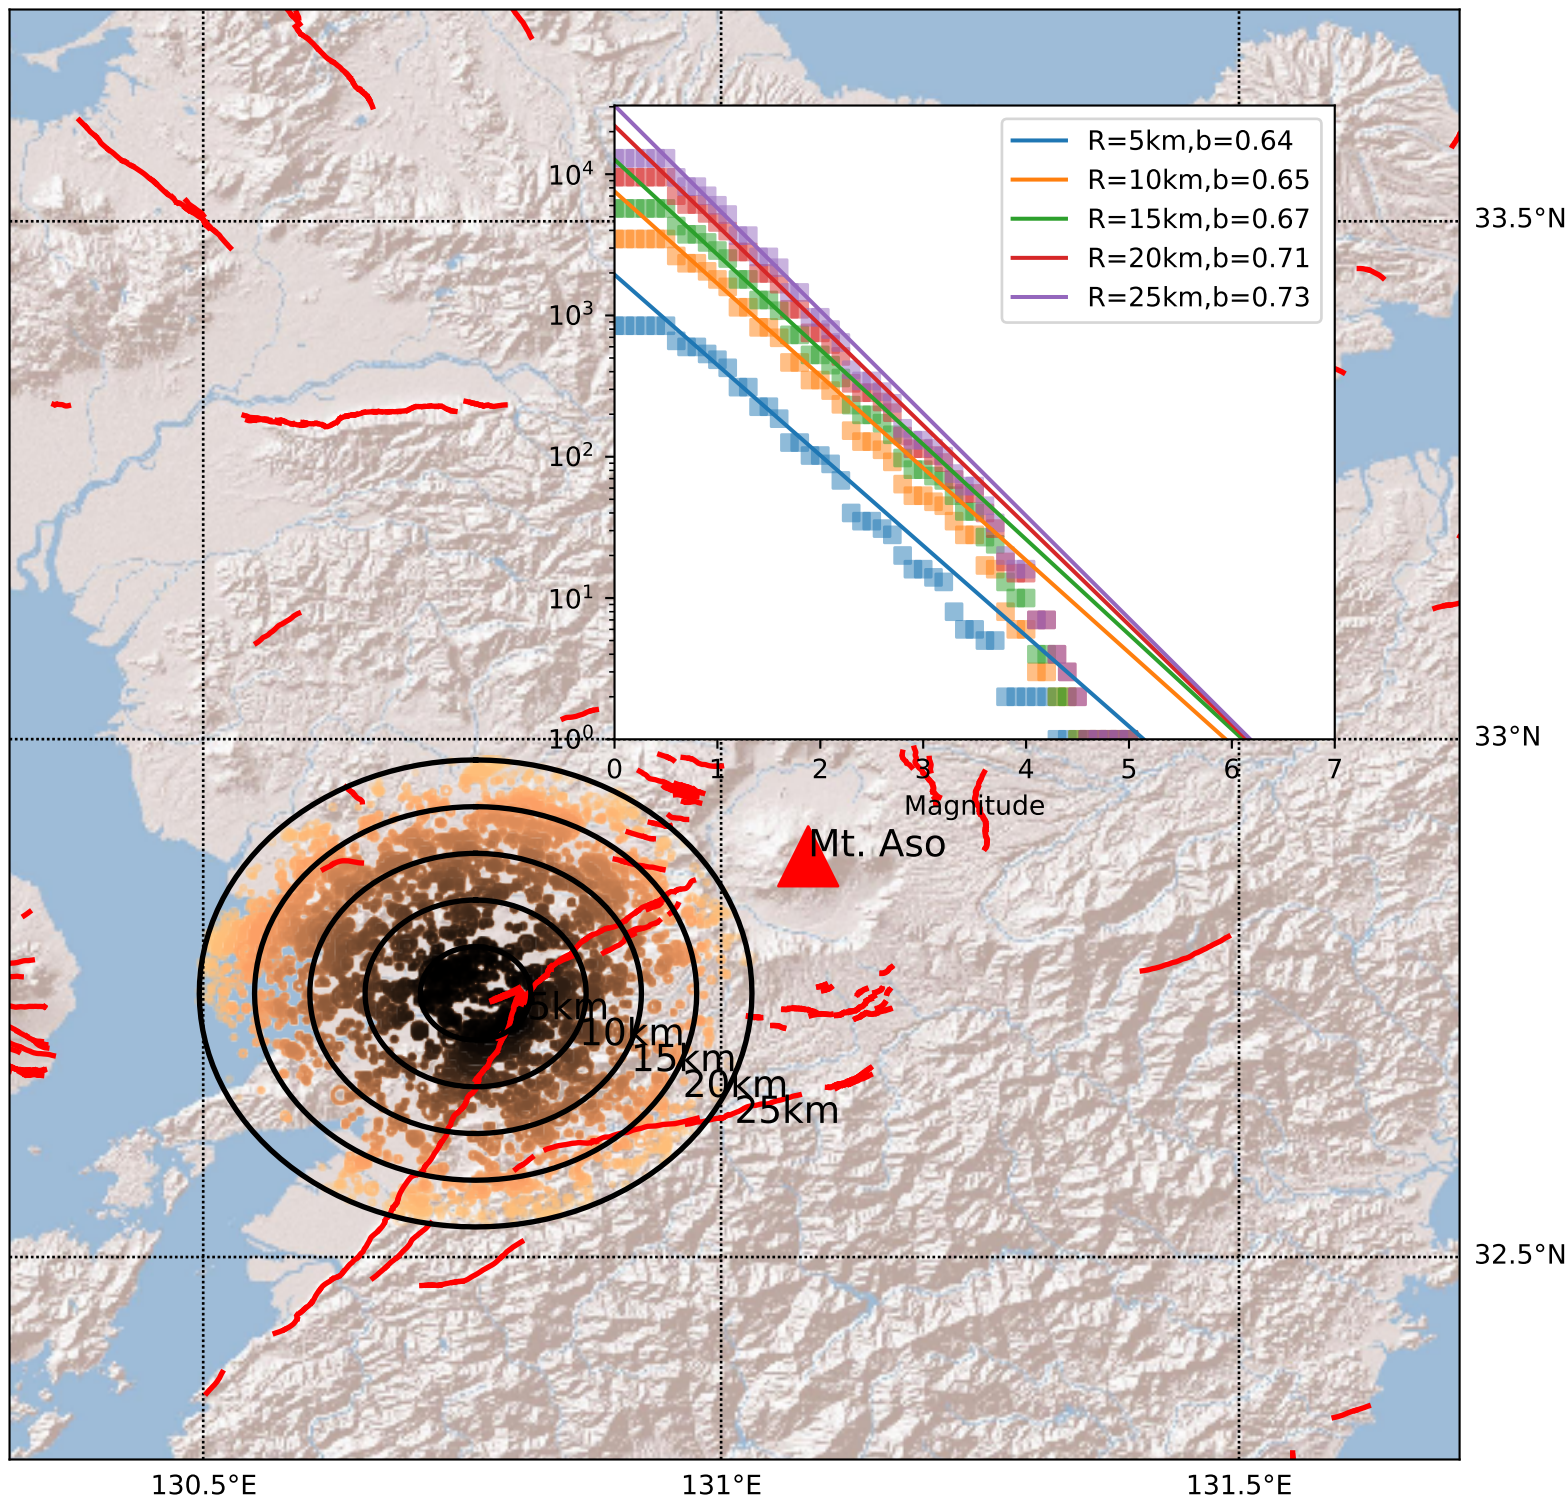 R=5km,b=0.64
R=10km,b=0.65
R=15km,b=0.67
R=20km,b=0.71
R=25km,b=0.73
10⁴
10³
10²
10¹
10⁰
0 1 2 3 4 5 6 7
Magnitude
Mt. Aso
5km
10km
15km
20km
25km
33.5°N
33°N
32.5°N
130.5°E 131°E 131.5°E